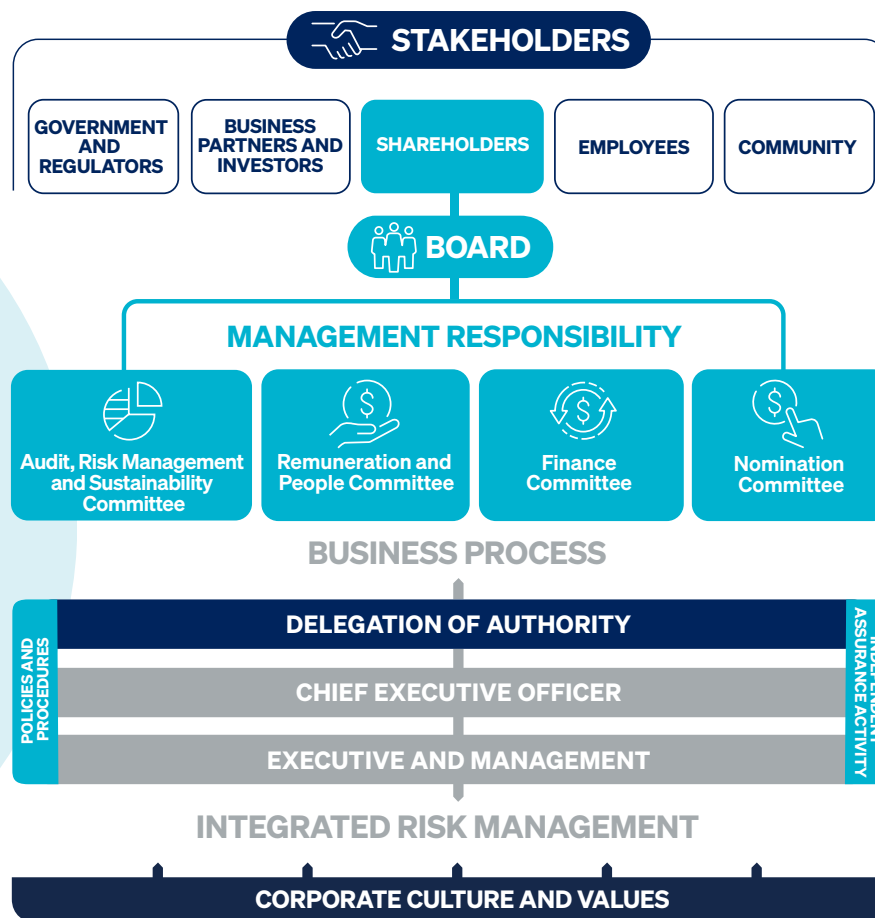 STAKEHOLDERS
GOVERNMENT
AND
REGULATORS
BUSINESS
PARTNERS AND
INVESTORS
SHAREHOLDERS
EMPLOYEES
COMMUNITY
BOARD
MANAGEMENT RESPONSIBILITY
$
$
$
Audit, Risk Management
and Sustainability
Committee
Remuneration and
People Committee
Finance
Committee
Nomination
Committee
BUSINESS PROCESS
POLICIES AND
PROCEDURES
DELEGATION OF AUTHORITY
CHIEF EXECUTIVE OFFICER
EXECUTIVE AND MANAGEMENT
INDEPENDENT
ASSURANCE ACTIVITY
INTEGRATED RISK MANAGEMENT
CORPORATE CULTURE AND VALUES